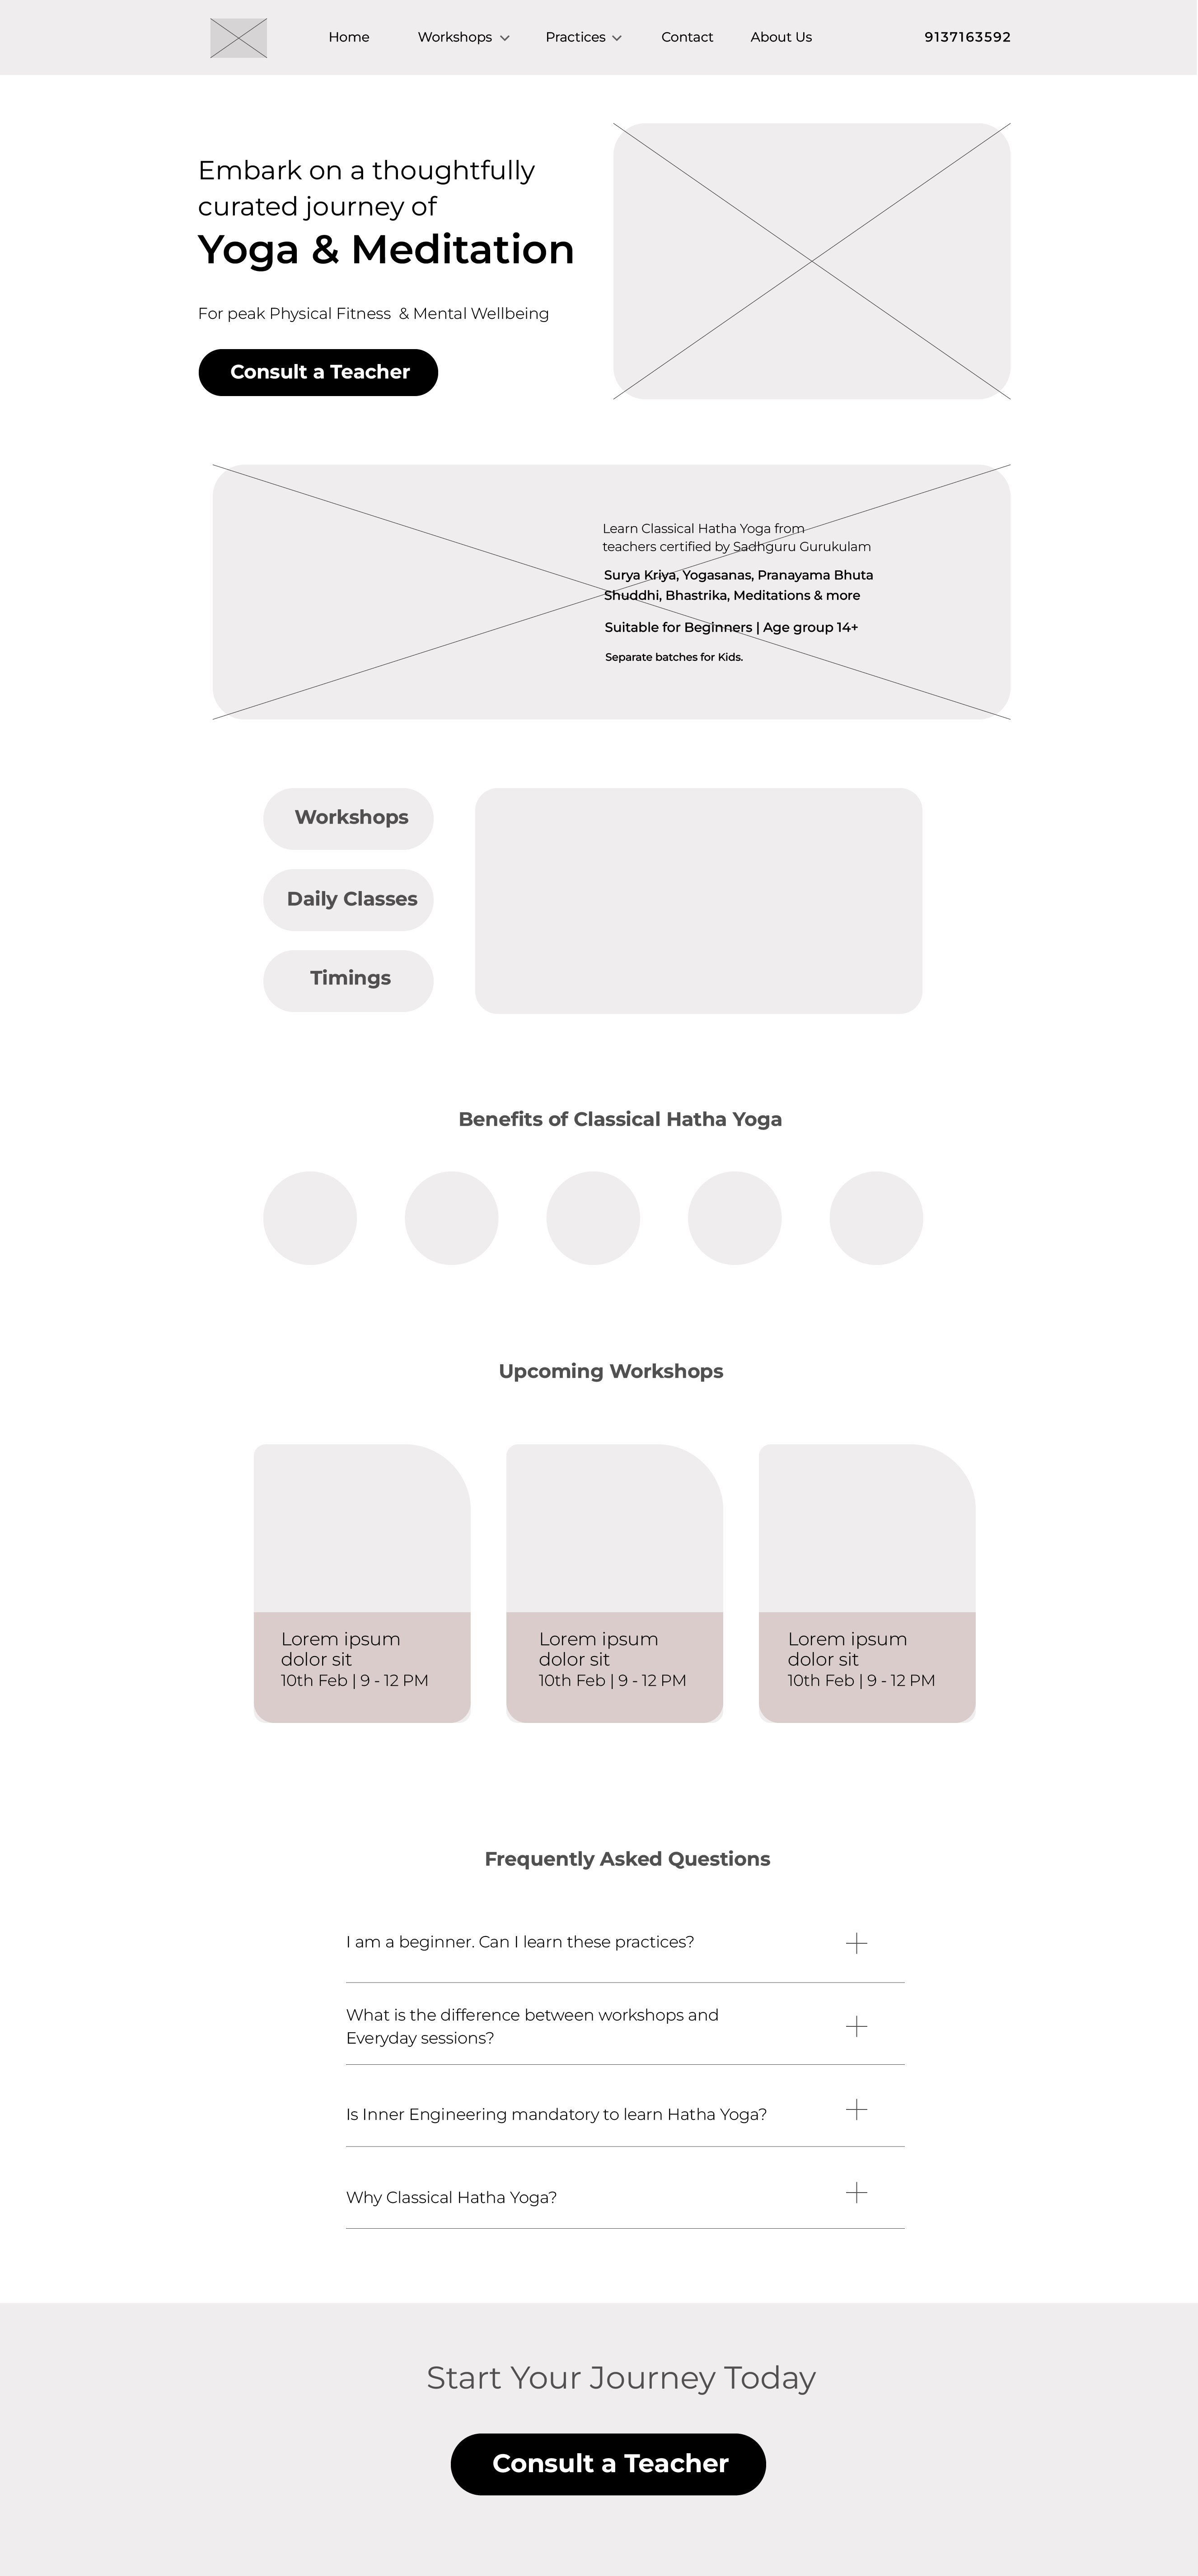 Home Workshops Practices Contact About Us 9137163592
Embark on a thoughtfully
curated journey of
Yoga & Meditation
For peak Physical Fitness & Mental Wellbeing
Consult a Teacher
Learn Classical Hatha Yoga from
teachers certified by Sadhguru Gurukulam
Surya Kriya, Yogasanas, Pranayama Bhuta
Shuddhi, Bhastrika, Meditations & more
Suitable for Beginners | Age group 14+
Separate batches for Kids.
Workshops
Daily Classes
Timings
Benefits of Classical Hatha Yoga
Upcoming Workshops
Lorem ipsum
dolor sit
10th Feb | 9 - 12 PM
Lorem ipsum
dolor sit
10th Feb | 9 - 12 PM
Lorem ipsum
dolor sit
10th Feb | 9 - 12 PM
Frequently Asked Questions
I am a beginner. Can I learn these practices?
What is the difference between workshops and
Everyday sessions?
Is Inner Engineering mandatory to learn Hatha Yoga?
Why Classical Hatha Yoga?
Start Your Journey Today
Consult a Teacher